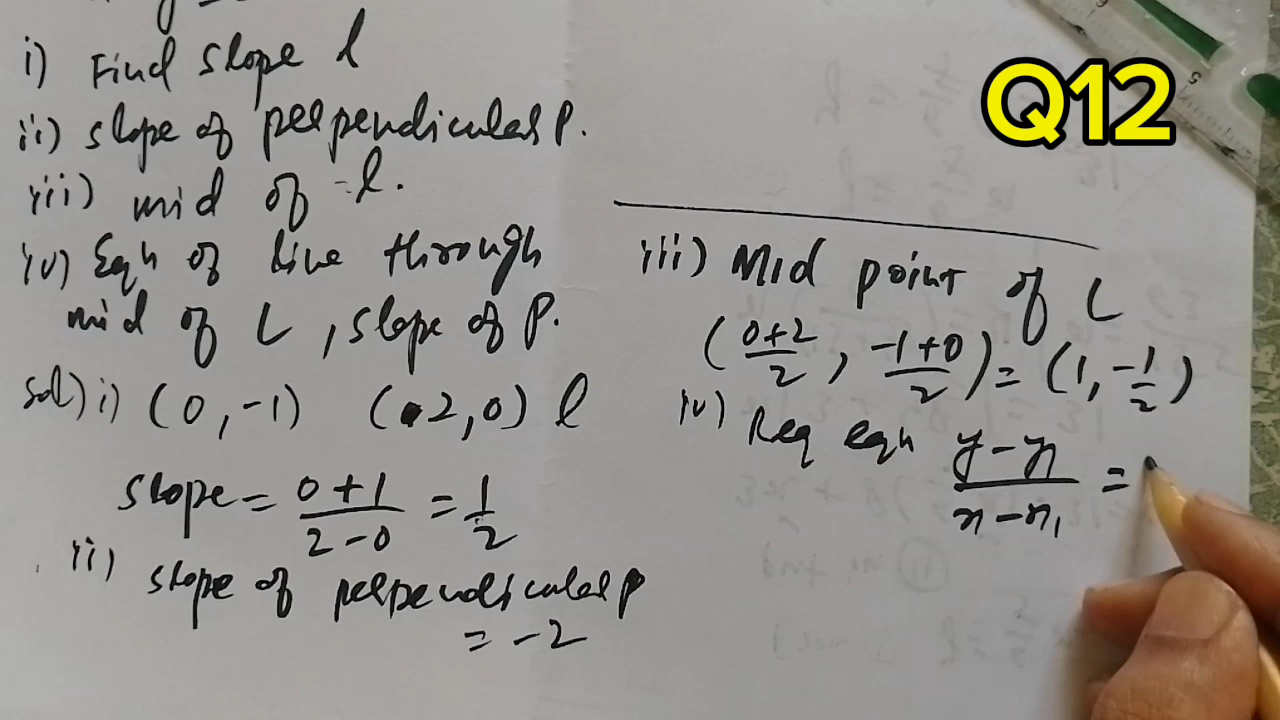 Q12
i) Find slope l
ii) slope of perpendicular P.
iii) mid of l.
iv) Eqn of line through
mid of L, slope of P.
sol) i) (0, -1) (2, 0) l
slope = 0+1/2-0 = 1/2
ii) slope of perpendicular P
= -2
iii) Mid point of L
(0+2/2, -1+0/2) = (1, -1/2)
iv) Req eqn y-y1/x-x1 =